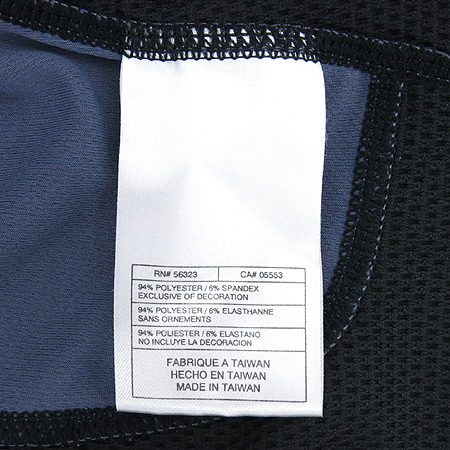 RN# 56323 CA# 05553
94% POLYESTER / 6% SPANDEX
EXCLUSIVE OF DECORATION
94% POLYESTER / 6% ELASTHANNE
SANS ORNEMENTS
94% POLIESTER / 6% ELASTANO
NO INCLUYE LA DECORACION
FABRIQUE A TAIWAN
HECHO EN TAIWAN
MADE IN TAIWAN